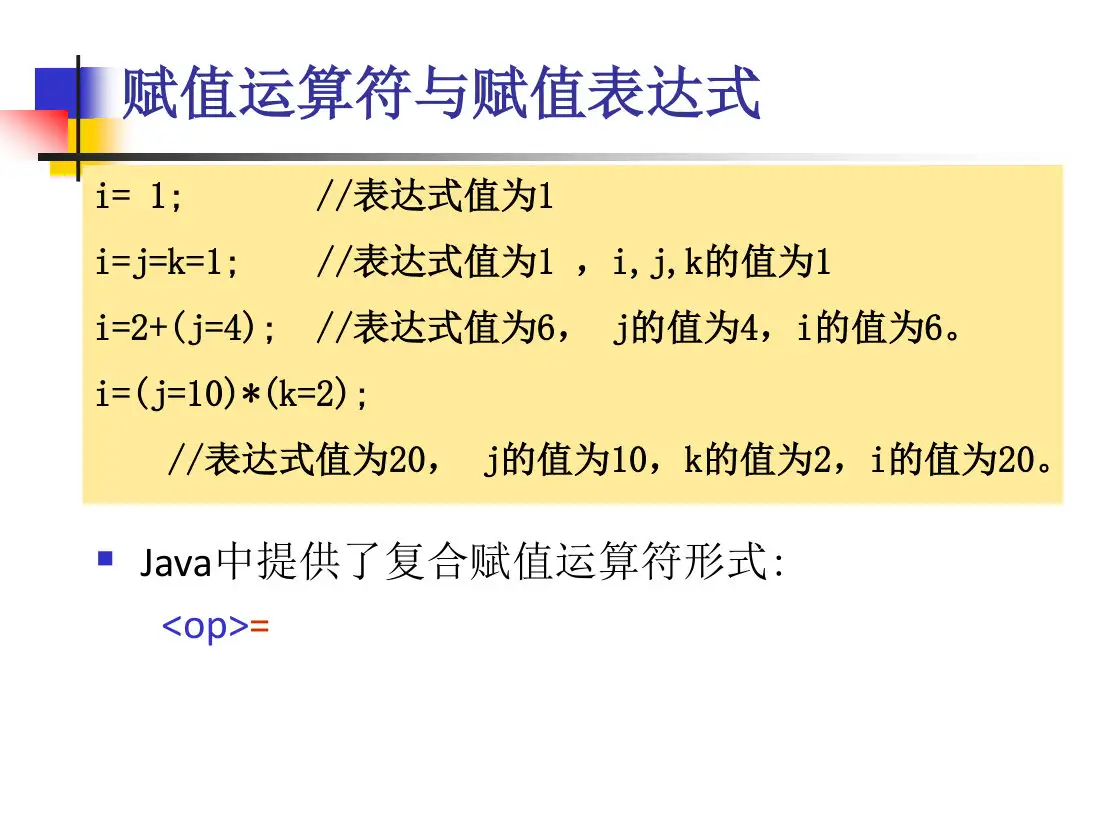 赋值运算符与赋值表达式
i= 1; //表达式值为1
i=j=k=1; //表达式值为1 ，i,j,k的值为1
i=2+(j=4); //表达式值为6， j的值为4，i的值为6。
i=(j=10)*(k=2);
//表达式值为20， j的值为10，k的值为2，i的值为20。
Java中提供了复合赋值运算符形式:
<op>=